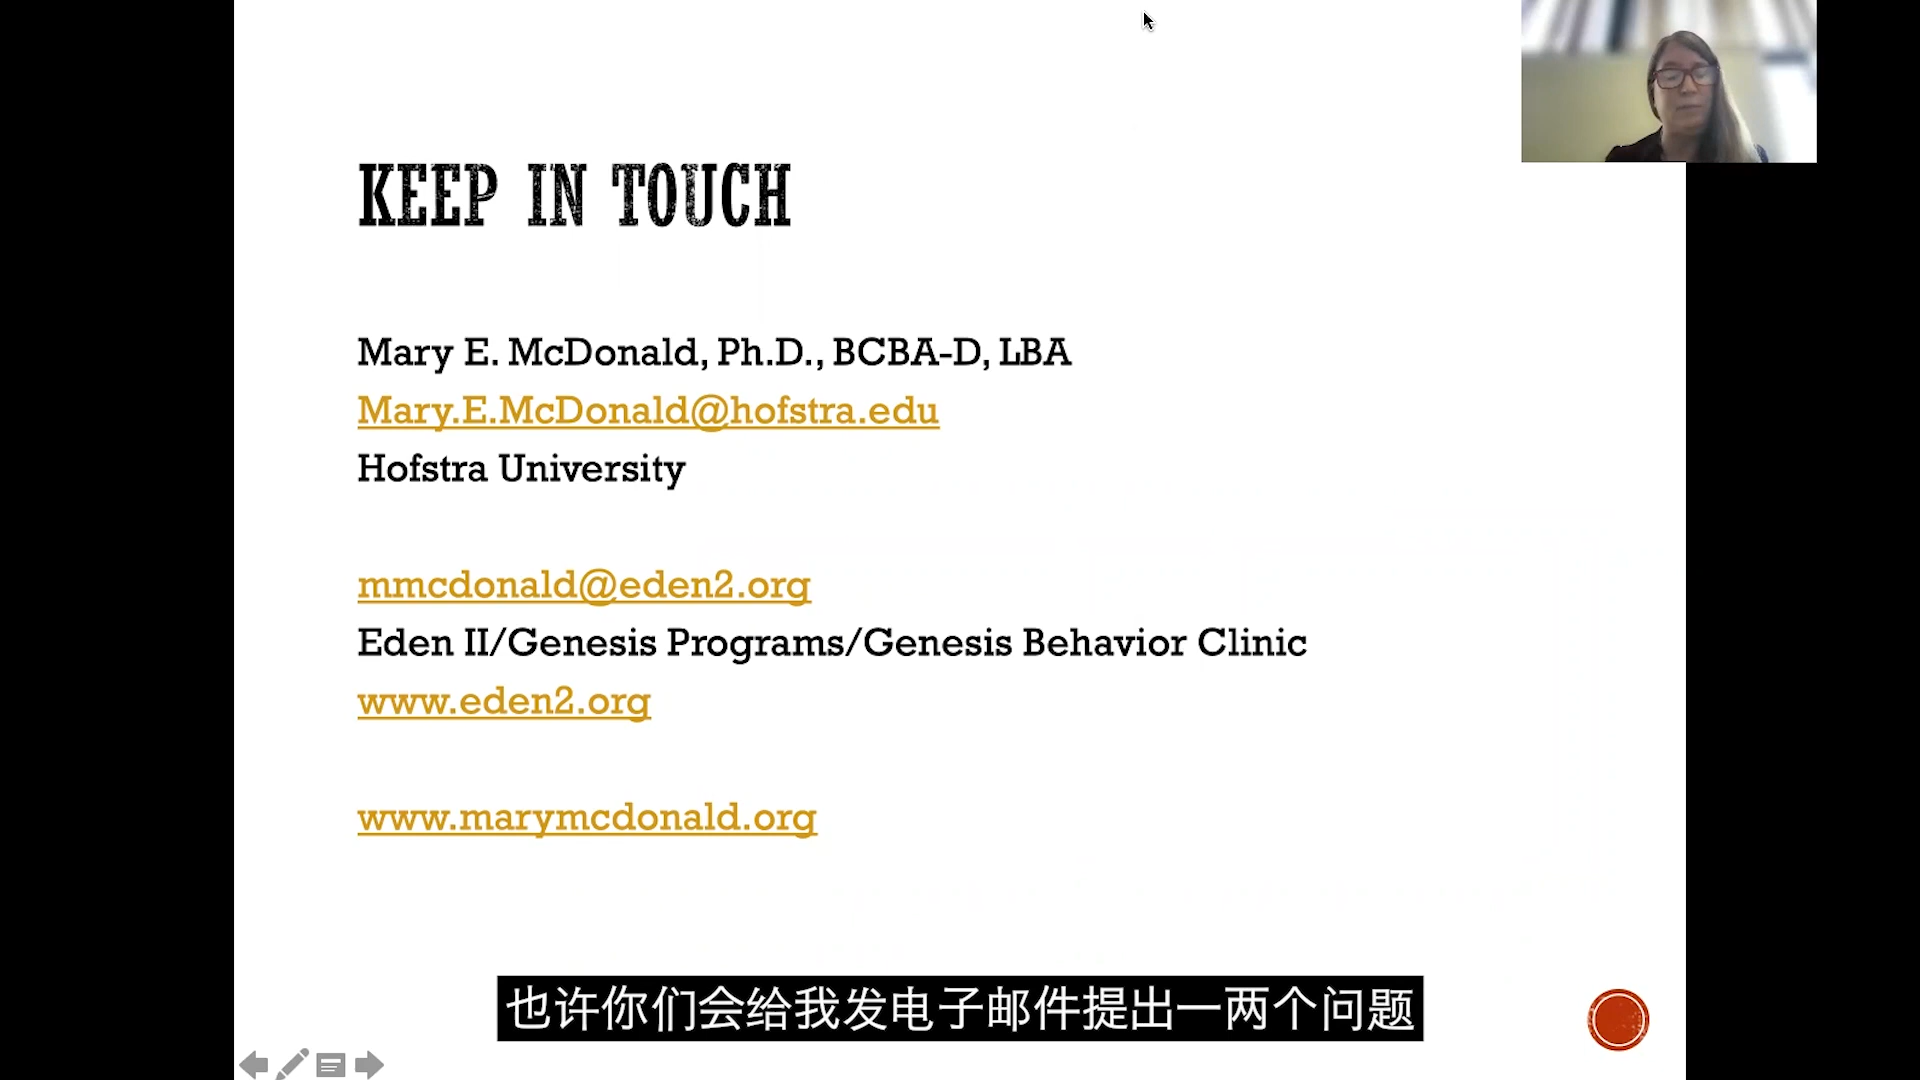 KEEP IN TOUCH
Mary E. McDonald, Ph.D., BCBA-D, LBA
Mary.E.McDonald@hofstra.edu
Hofstra University
mmcdonald@eden2.org
Eden II/Genesis Programs/Genesis Behavior Clinic
www.eden2.org
www.marymcdonald.org
也许你们会给我发电子邮件提出一两个问题